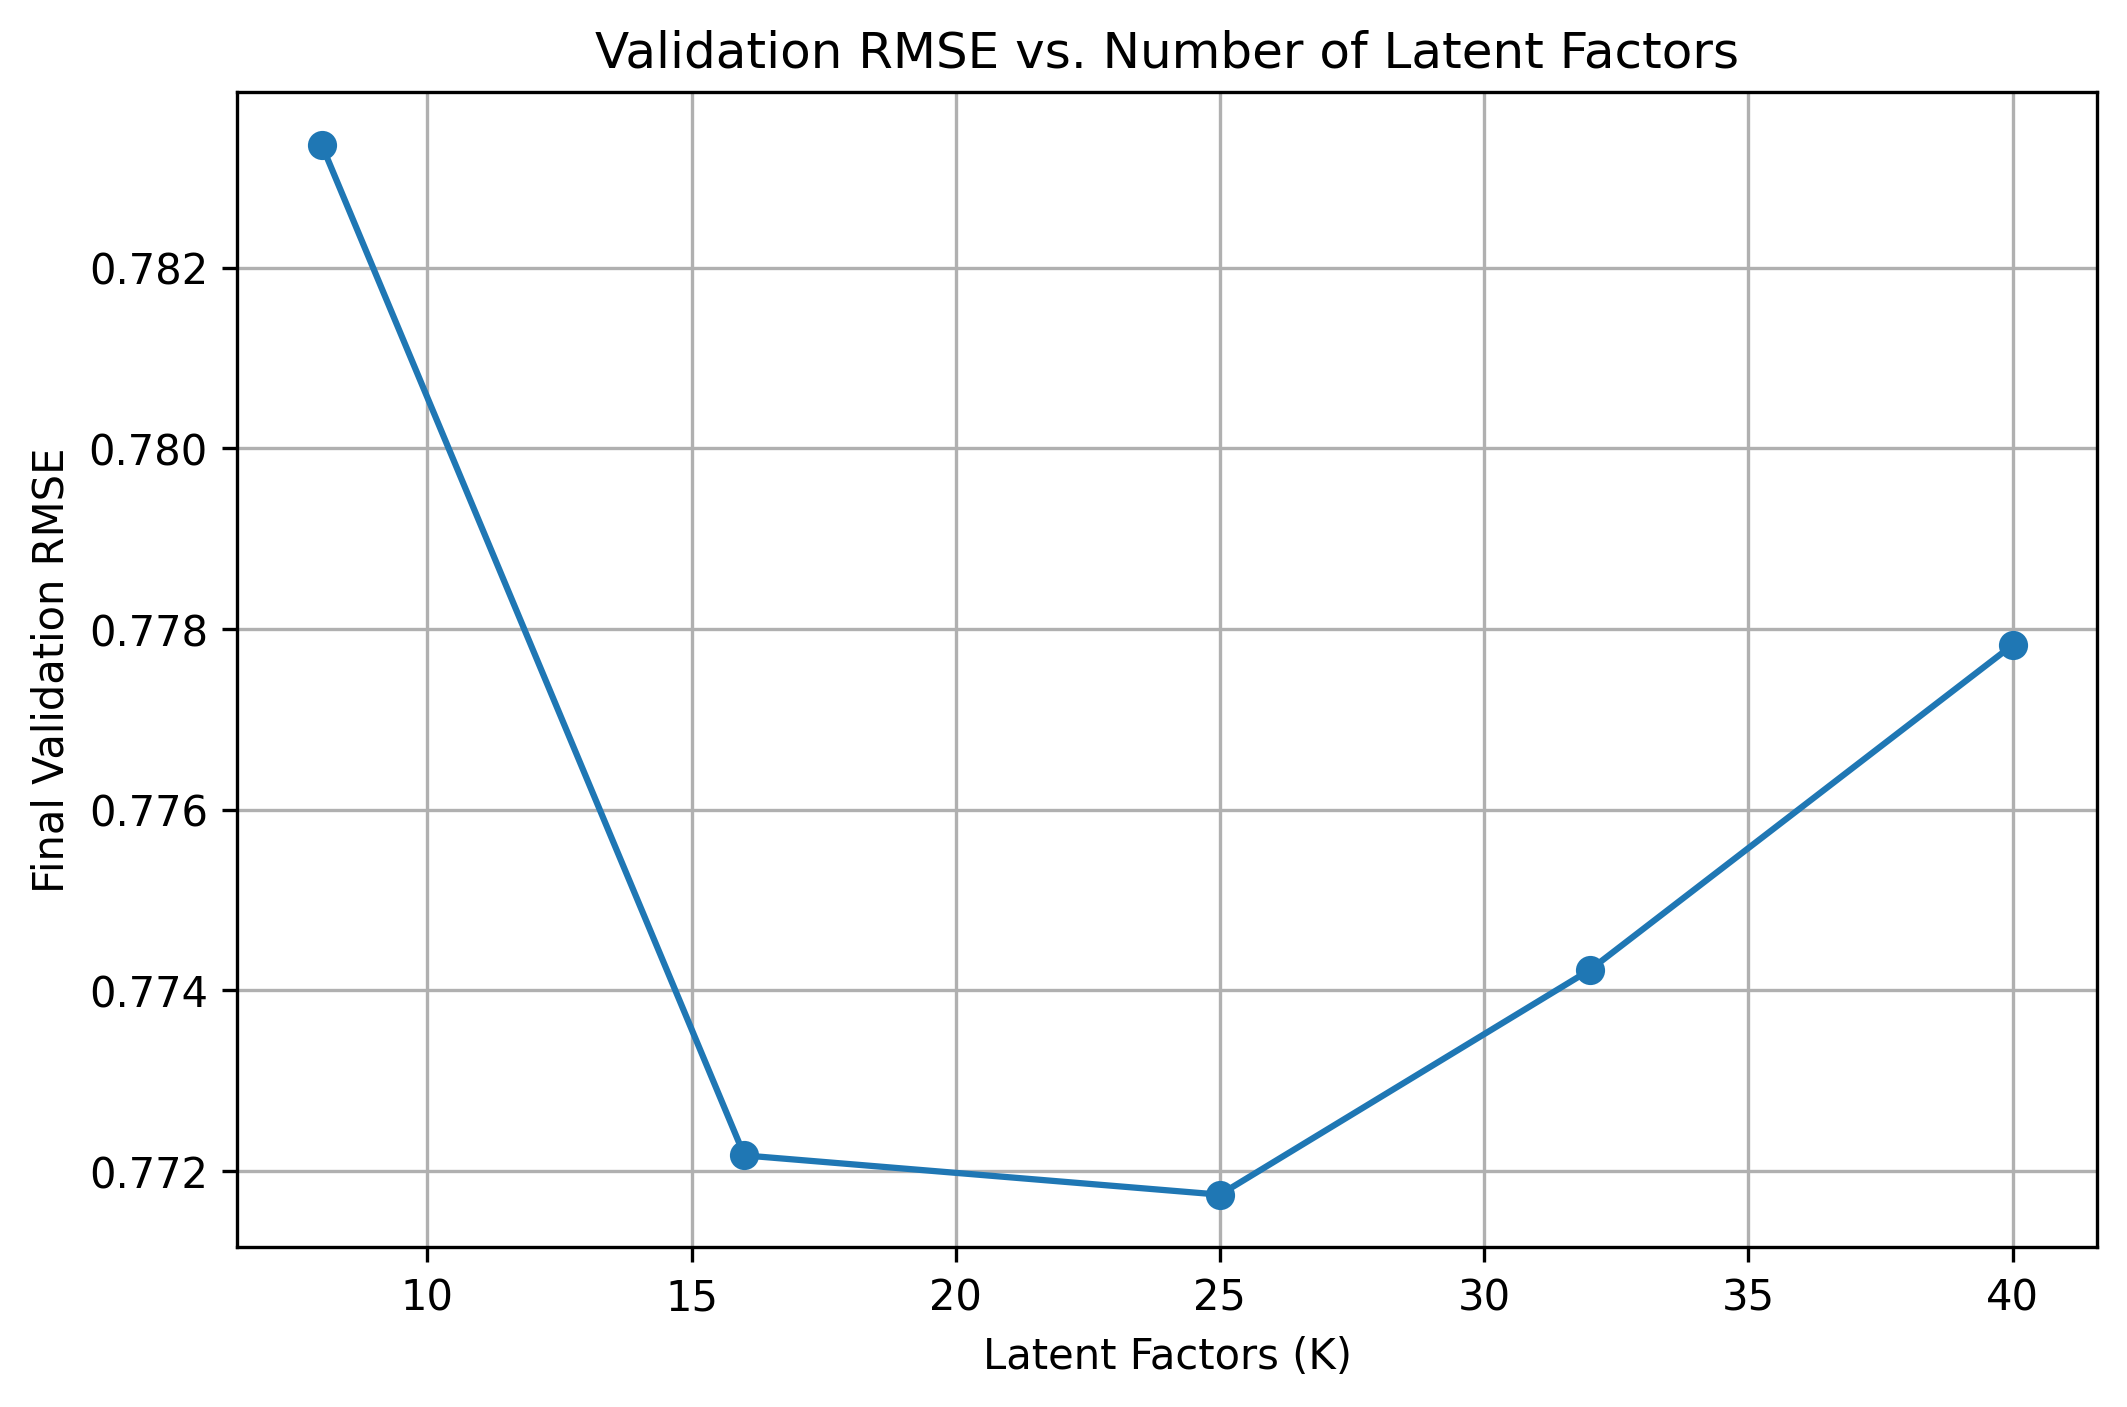 Validation RMSE vs. Number of Latent Factors
Final Validation RMSE
0.782
0.780
0.778
0.776
0.774
0.772
10 15 20 25 30 35 40
Latent Factors (K)